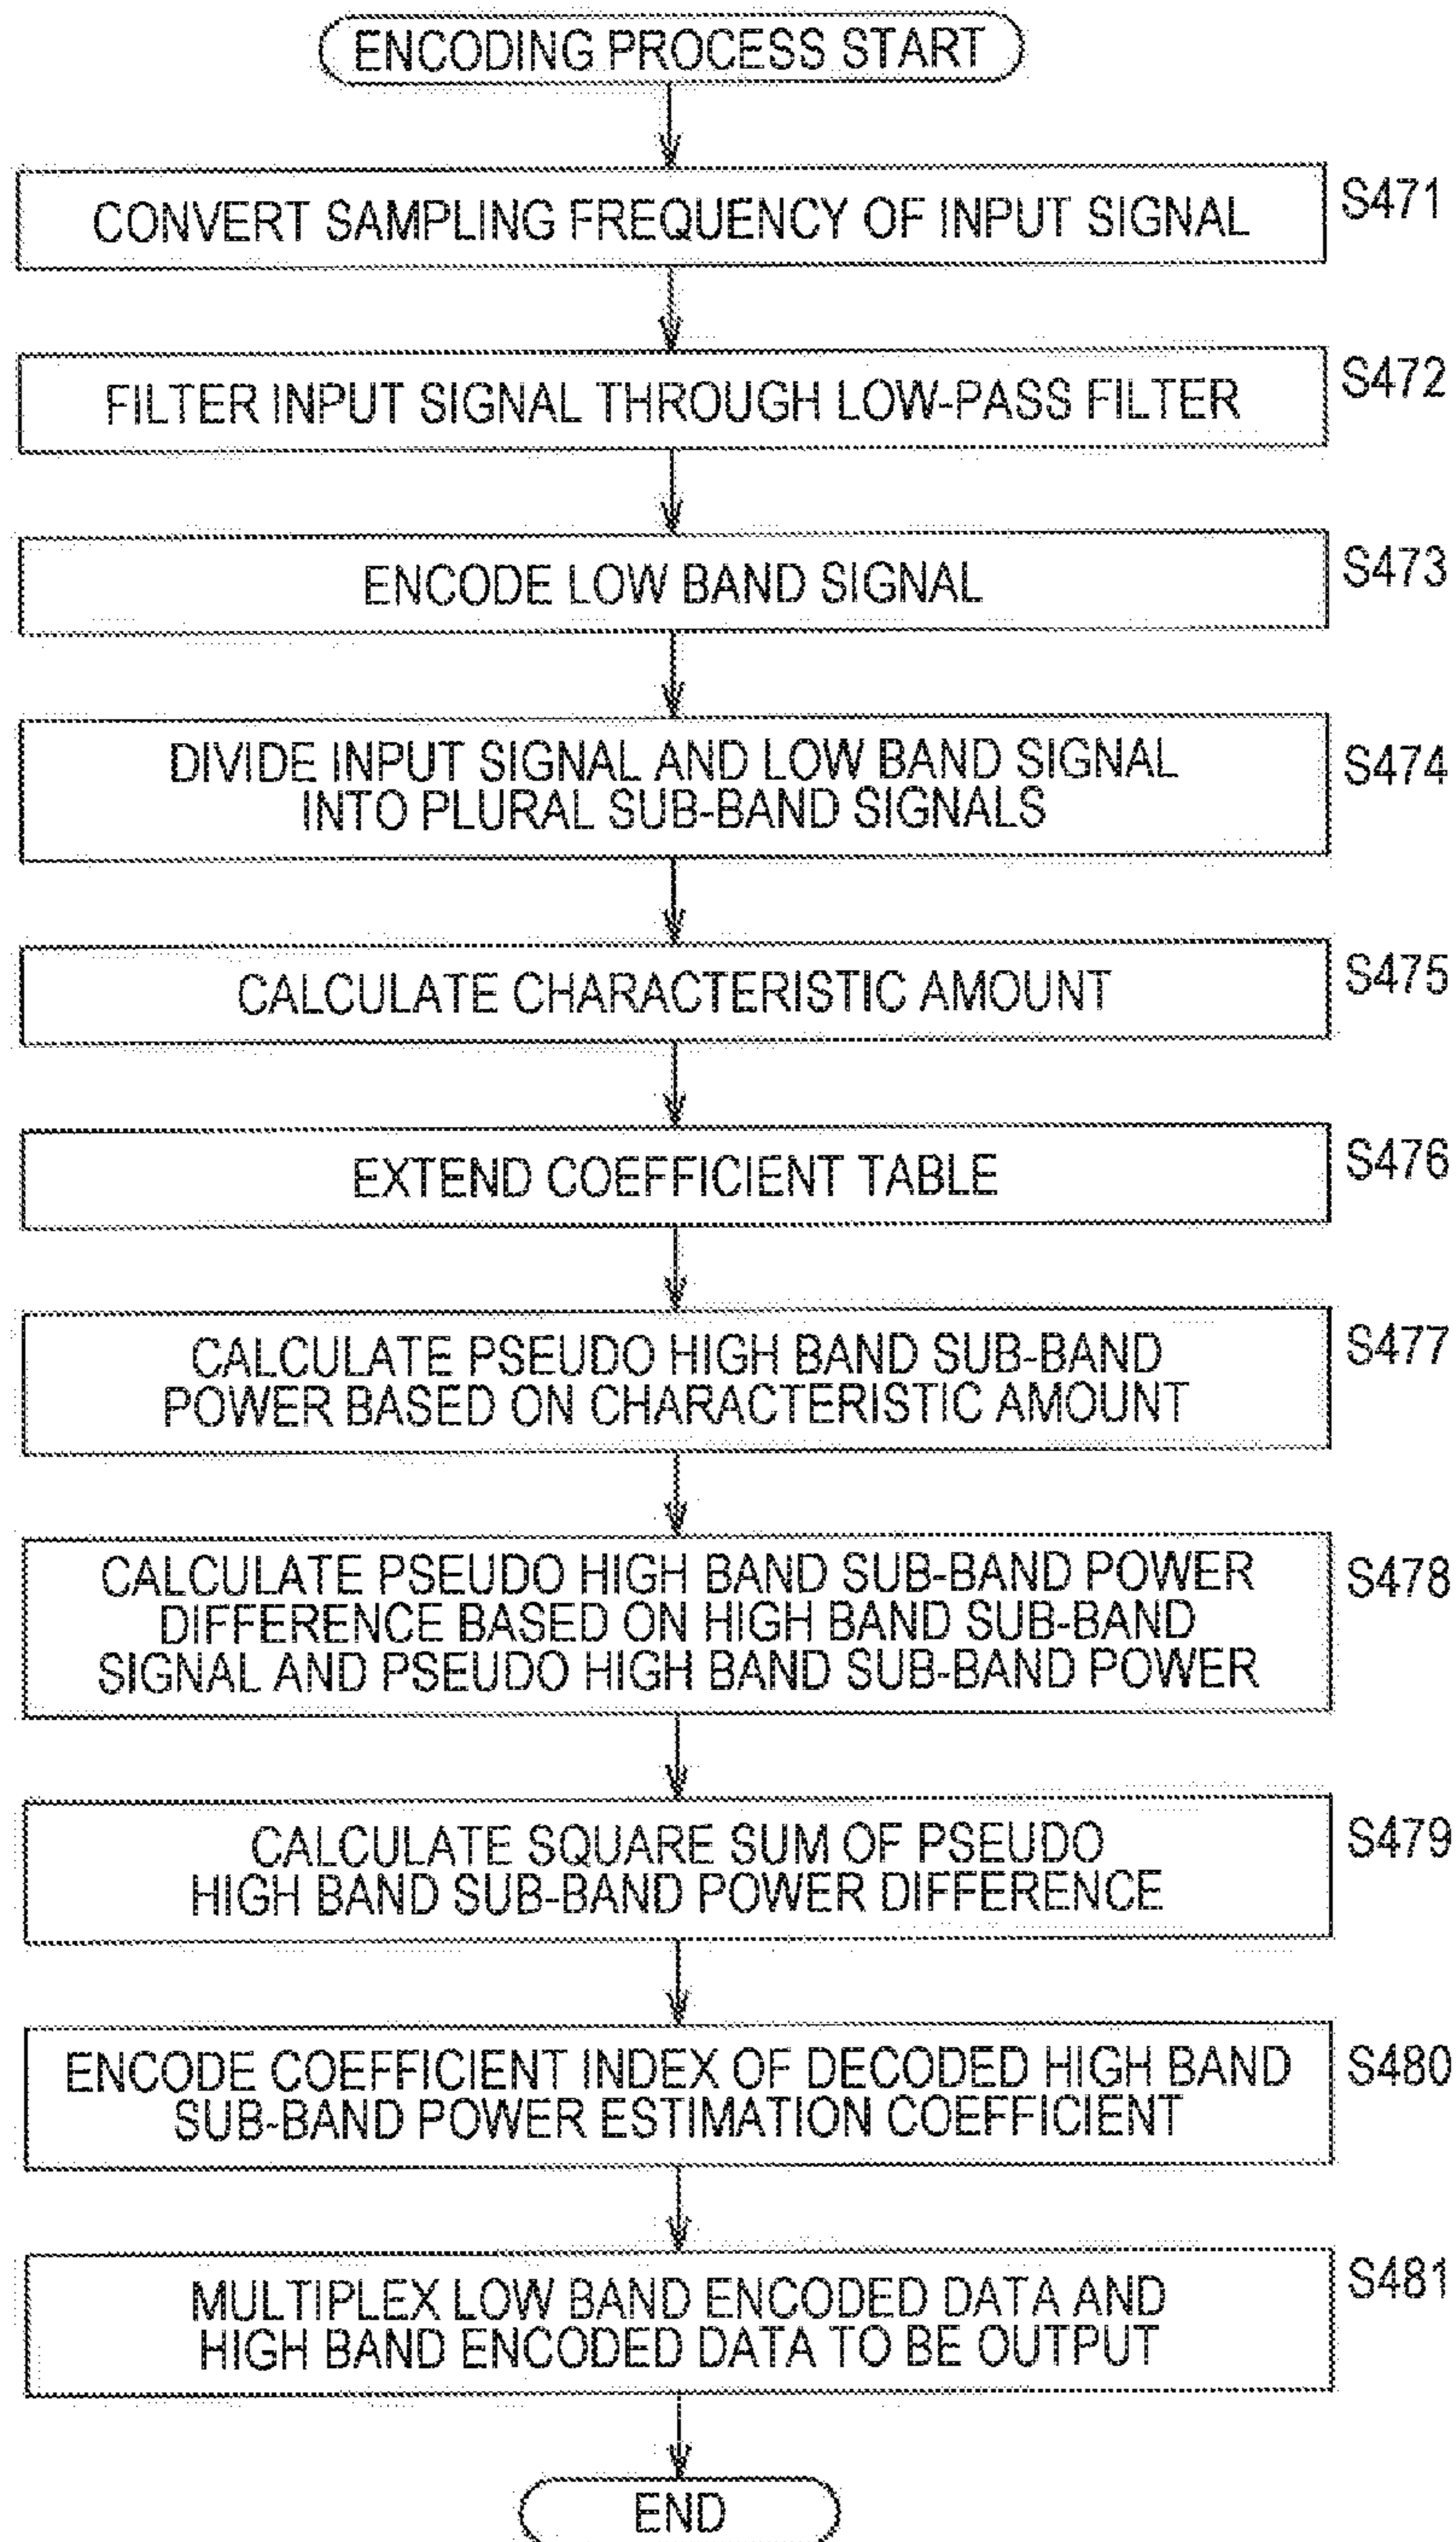 ENCODING PROCESS START
CONVERT SAMPLING FREQUENCY OF INPUT SIGNAL
S471
FILTER INPUT SIGNAL THROUGH LOW-PASS FILTER
S472
ENCODE LOW BAND SIGNAL
S473
DIVIDE INPUT SIGNAL AND LOW BAND SIGNAL
INTO PLURAL SUB-BAND SIGNALS
S474
CALCULATE CHARACTERISTIC AMOUNT
S475
EXTEND COEFFICIENT TABLE
S476
CALCULATE PSEUDO HIGH BAND SUB-BAND
POWER BASED ON CHARACTERISTIC AMOUNT
S477
CALCULATE PSEUDO HIGH BAND SUB-BAND POWER
DIFFERENCE BASED ON HIGH BAND SUB-BAND
SIGNAL AND PSEUDO HIGH BAND SUB-BAND POWER
S478
CALCULATE SQUARE SUM OF PSEUDO
HIGH BAND SUB-BAND POWER DIFFERENCE
S479
ENCODE COEFFICIENT INDEX OF DECODED HIGH BAND
SUB-BAND POWER ESTIMATION COEFFICIENT
S480
MULTIPLEX LOW BAND ENCODED DATA AND
HIGH BAND ENCODED DATA TO BE OUTPUT
S481
END